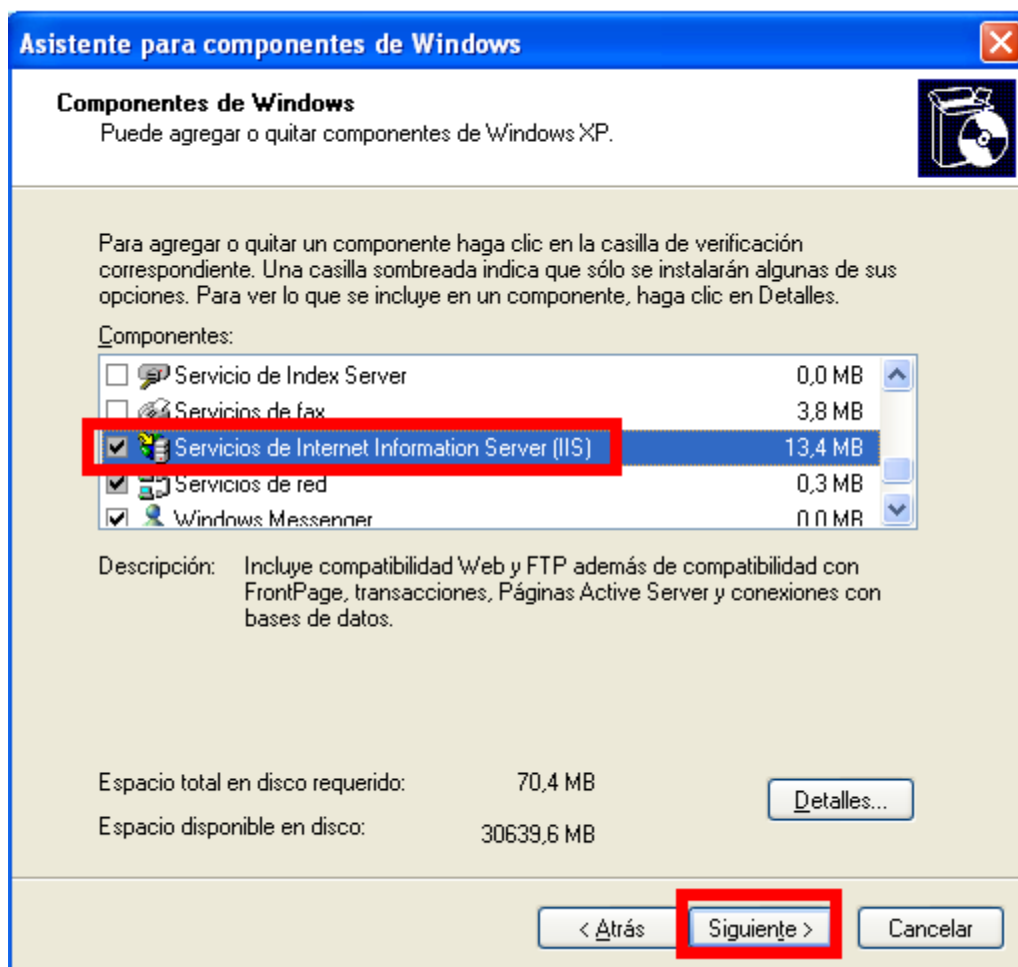 Asistente para componentes de Windows
Componentes de Windows
Puede agregar o quitar componentes de Windows XP.
Para agregar o quitar un componente haga clic en la casilla de verificación
correspondiente. Una casilla sombreada indica que sólo se instalarán algunas de sus
opciones. Para ver lo que se incluye en un componente, haga clic en Detalles.
Componentes:
Servicio de Index Server 0,0 MB
Servicios de fax 3,8 MB
Servicios de Internet Information Server (IIS) 13,4 MB
Servicios de red 0,3 MB
Windows Messenger 0,0 MB
Descripción: Incluye compatibilidad Web y FTP además de compatibilidad con
FrontPage, transacciones, Páginas Active Server y conexiones con
bases de datos.
Espacio total en disco requerido: 70,4 MB
Detalles...
Espacio disponible en disco: 30639,6 MB
< Atrás Siguiente > Cancelar